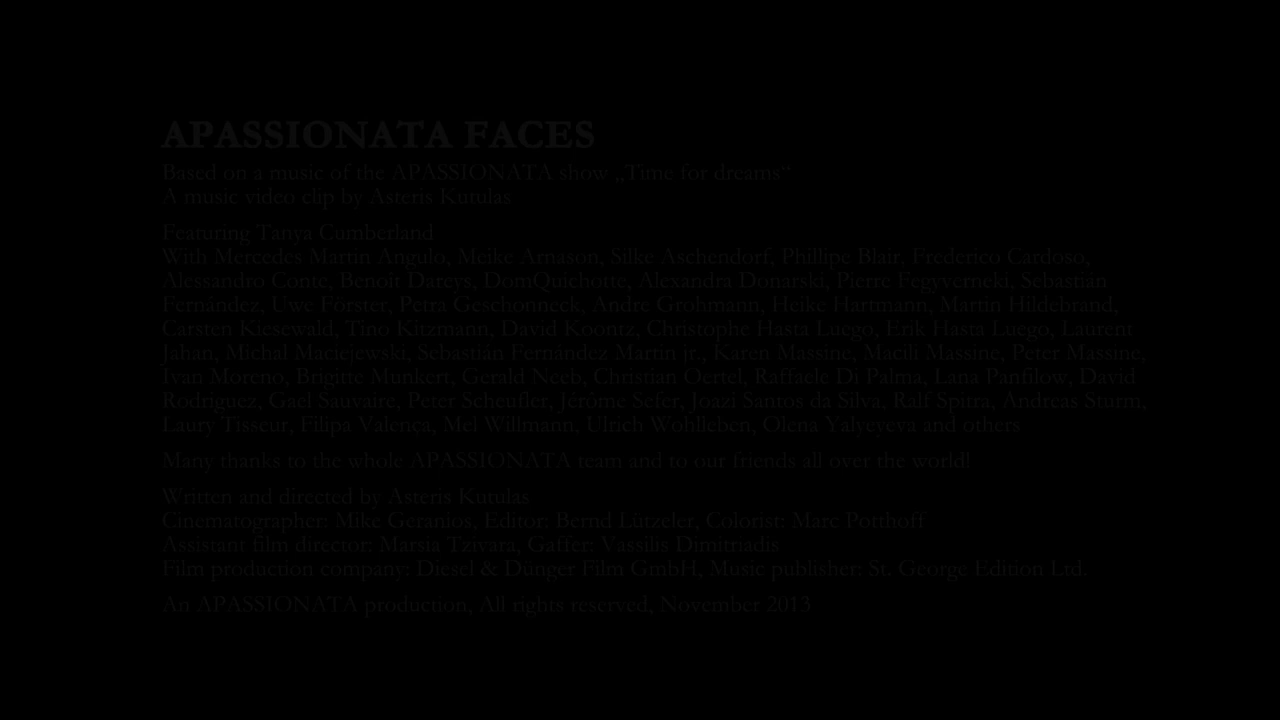 APASSIONATA FACES
Based on a music of the APASSIONATA show „Time for dreams“
A music video clip by Asteris Kutulas
Featuring Tanya Cumberland
With Mercedes Martin Angulo, Meike Arnason, Silke Aschendorf, Phillipe Blair, Frederico Cardoso,
Alessandro Conte, Benoit Dareys, DomQuichotte, Alexandra Donarski, Pierre Fegyverneki, Sebastián
Fernández, Uwe Förster, Petra Geschonneck, Andre Grohmann, Heike Hartmann, Martin Hildebrand,
Carsten Kiesewald, Tino Kitzmann, David Koontz, Christophe Hasta Luego, Erik Hasta Luego, Laurent
Jahan, Michal Maciejewski, Sebastián Fernández Martin jr., Karen Massine, Macili Massine, Peter Massine,
Ivan Moreno, Brigitte Munkert, Gerald Neeb, Christian Oertel, Raffaele Di Palma, Lana Panfilow, David
Rodriguez, Gael Sauvaire, Peter Scheufler, Jérôme Sefer, Joazi Santos da Silva, Ralf Spitra, Andreas Sturm,
Laury Tisseur, Filipa Valença, Mel Willmann, Ulrich Wohlleben, Olena Yalyeyeva and others
Many thanks to the whole APASSIONATA team and to our friends all over the world!
Written and directed by Asteris Kutulas
Cinematographer: Mike Geranios, Editor: Bernd Lützeler, Colorist: Marc Potthoff
Assistant film director: Marsia Tzivara, Gaffer: Vassilis Dimitriadis
Film production company: Diesel & Dünger Film GmbH, Music publisher: St. George Edition Ltd.
An APASSIONATA production, All rights reserved, November 2013